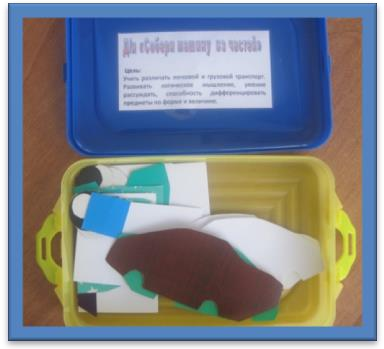 Д/И «Собери машину из частей»
Цель:
Учить различать легковой и грузовой транспорт.
Развивать логическое мышление, умение
рассуждать, способность дифференцировать
предметы по форме и величине.